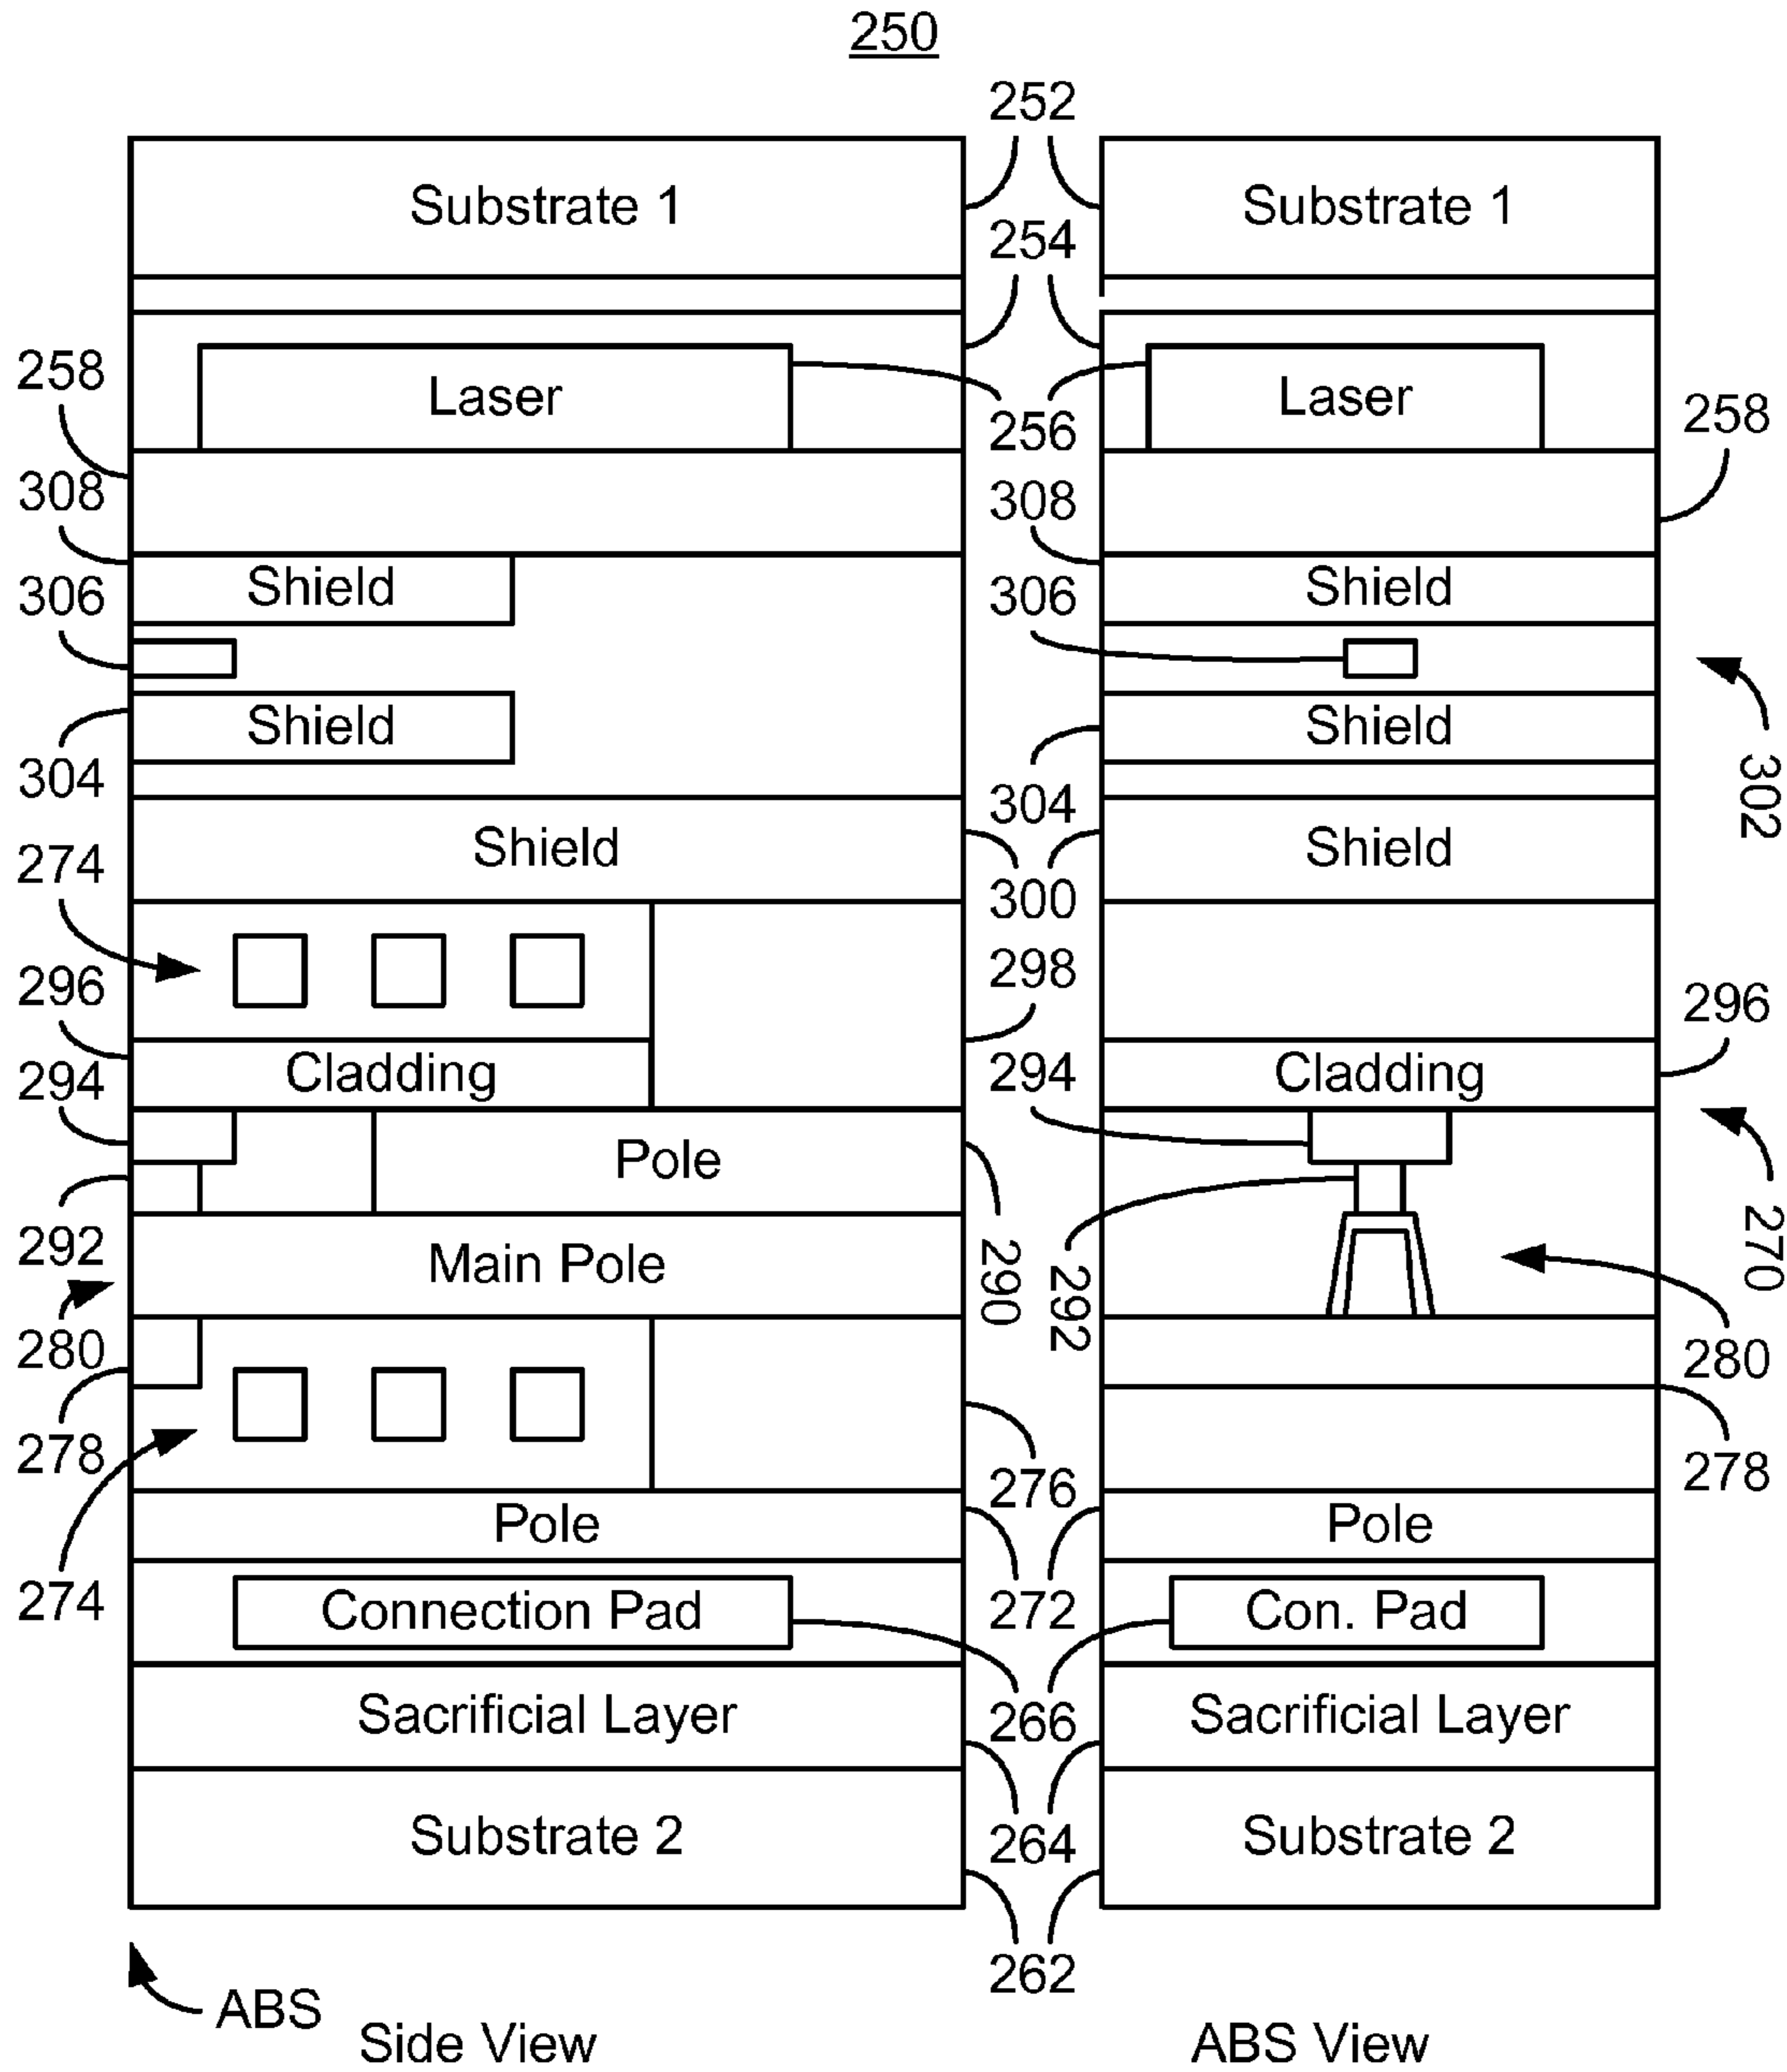 250
252
Substrate 1 Substrate 1
254
258 Laser Laser 258
256
308 308
Shield Shield
306 306
Shield Shield
304 302
304
Shield Shield
274 300
298
296 296
Cladding Cladding
294 294
Pole
292 290 292 270
Main Pole
280 280
278 276 278
Pole Pole
274 272
Connection Pad Con. Pad
Sacrificial Layer 266 Sacrificial Layer
Substrate 2 264 Substrate 2
262
ABS
Side View ABS View